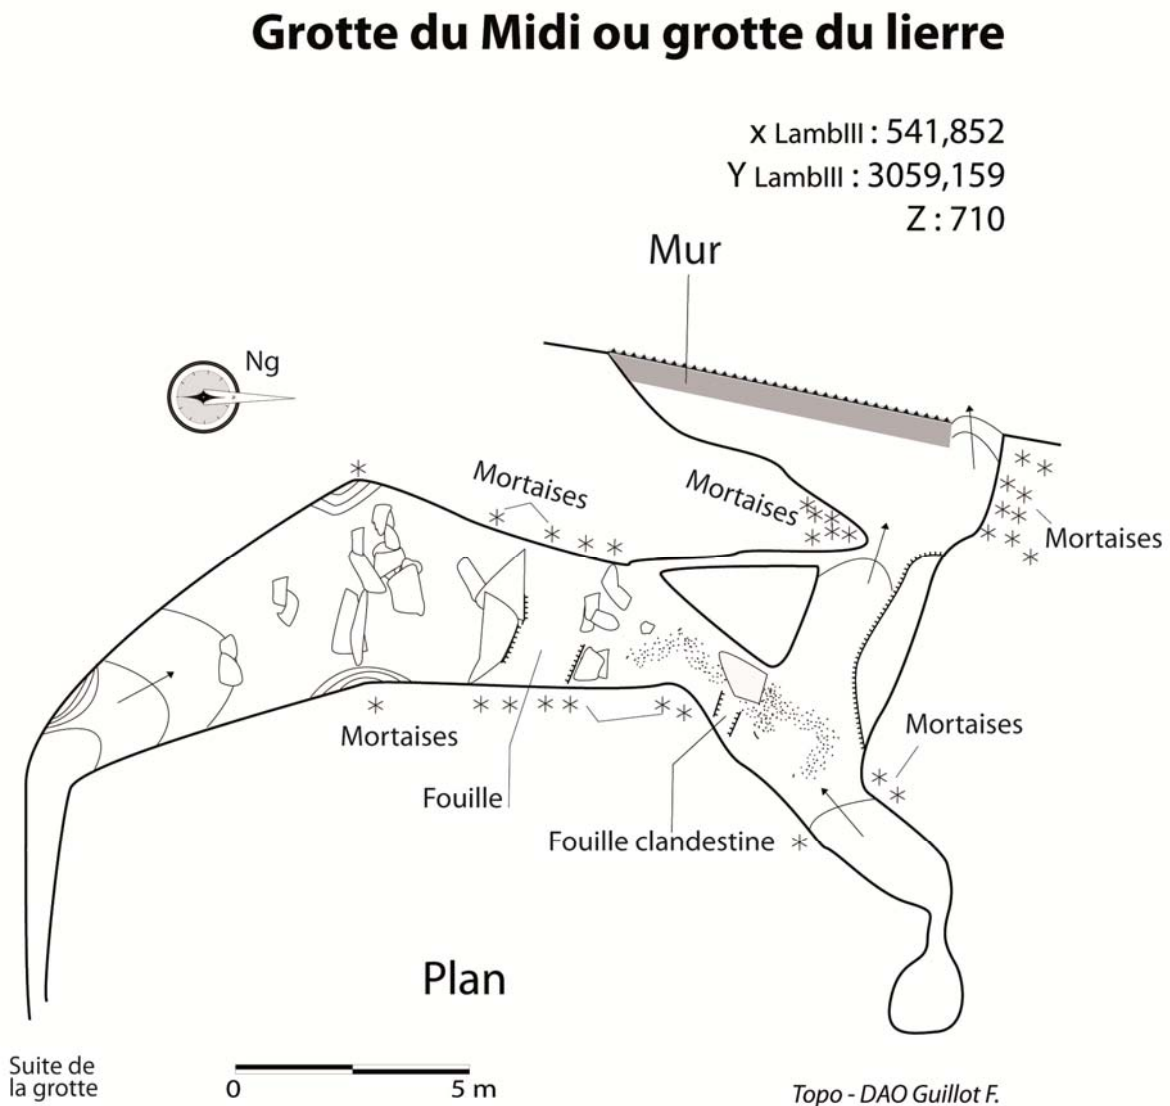 Grotte du Midi ou grotte du lierre
x LambIII : 541,852
Y LambIII : 3059,159
Z : 710
Mur
Ng
Mortaises
Mortaises
Mortaises
Mortaises
Mortaises
Fouille
Fouille clandestine
Plan
Suite de
la grotte
0
5 m
Topo - DAO Guillot F.